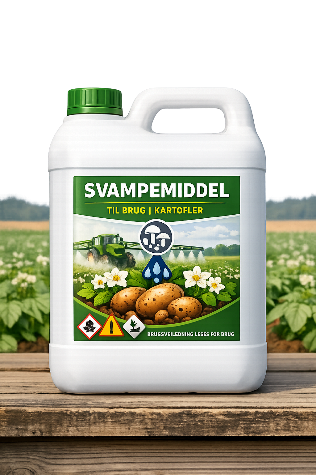 SVAMPEMIDDEL
TIL BRUG I KARTOFLER
BRUGSVEJLEDNING LÆSES FØR BRUG